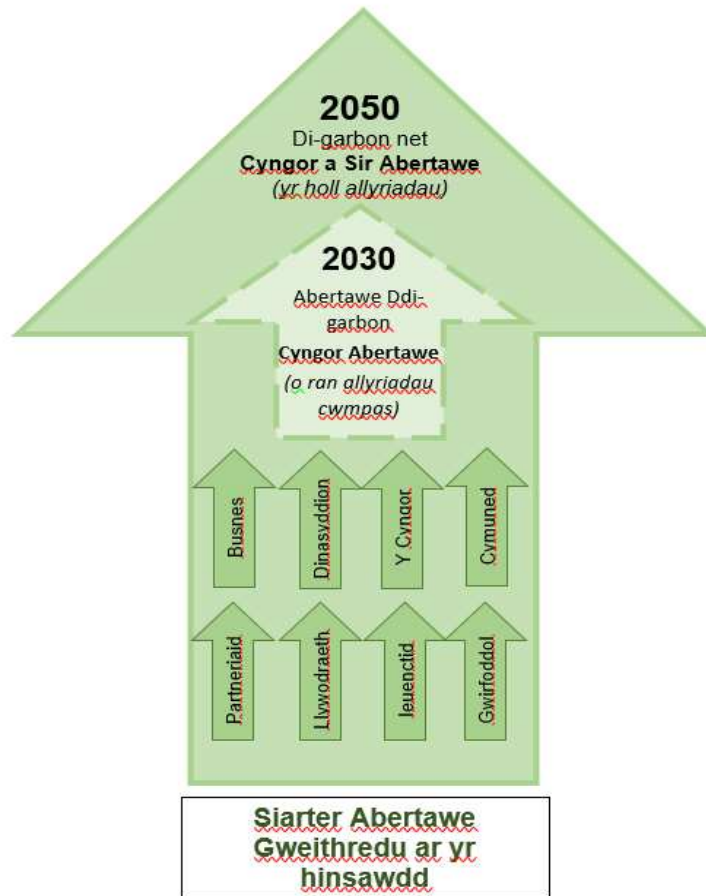 2050
Di-garbon net
Cyngor a Sir Abertawe
(yr holl allyriadau)
2030
Abertawe Ddi-
garbon
Cyngor Abertawe
(o ran allyriadau
cwmpas)
Busnes
Dinasyddion
Y Cyngor
Cymuned
Partneriaid
Llywodraeth
Ieuenctid
Gwirfoddol
Siarter Abertawe
Gweithredu ar yr
hinsawdd